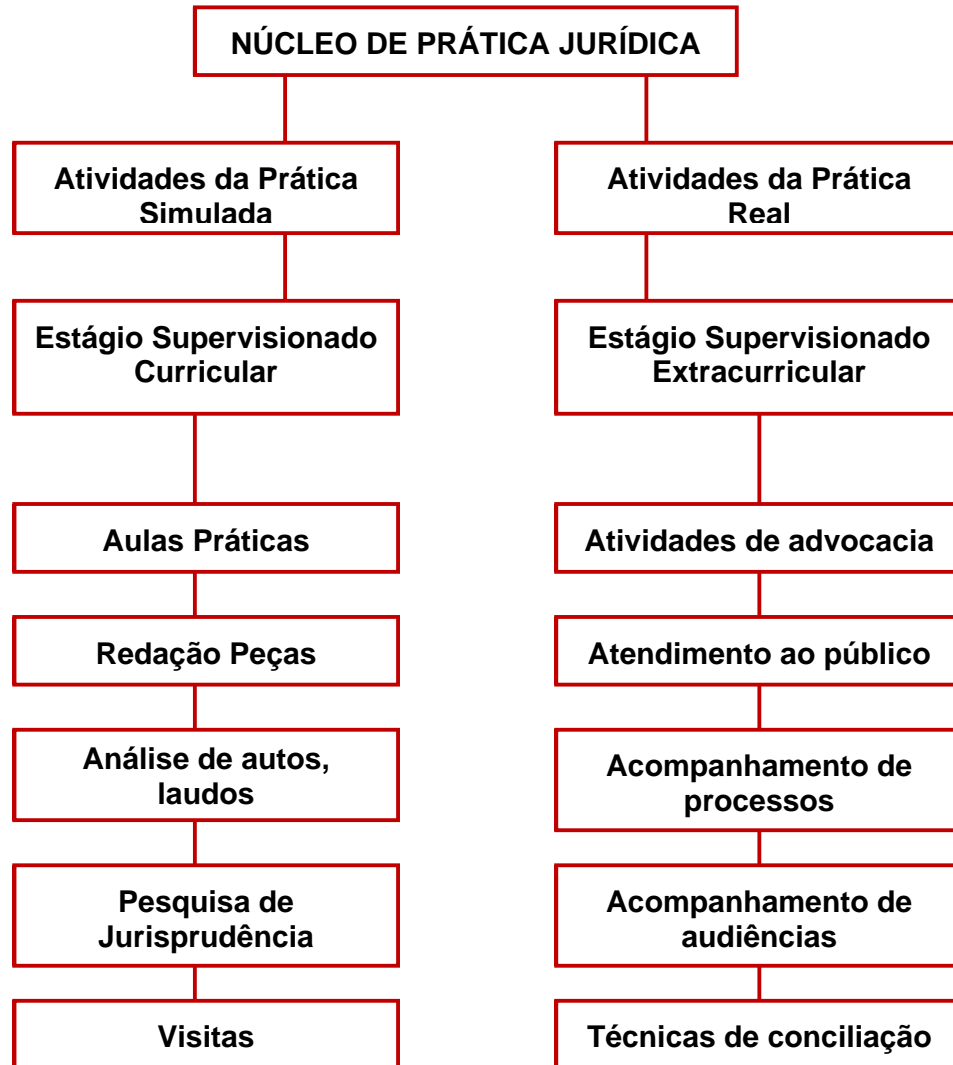 NÚCLEO DE PRÁTICA JURÍDICA
Atividades da Prática
Simulada
Atividades da Prática
Real
Estágio Supervisionado
Curricular
Estágio Supervisionado
Extracurricular
Aulas Práticas
Atividades de advocacia
Redação Peças
Atendimento ao público
Análise de autos,
laudos
Acompanhamento de
processos
Pesquisa de
Jurisprudência
Acompanhamento de
audiências
Visitas
Técnicas de conciliação